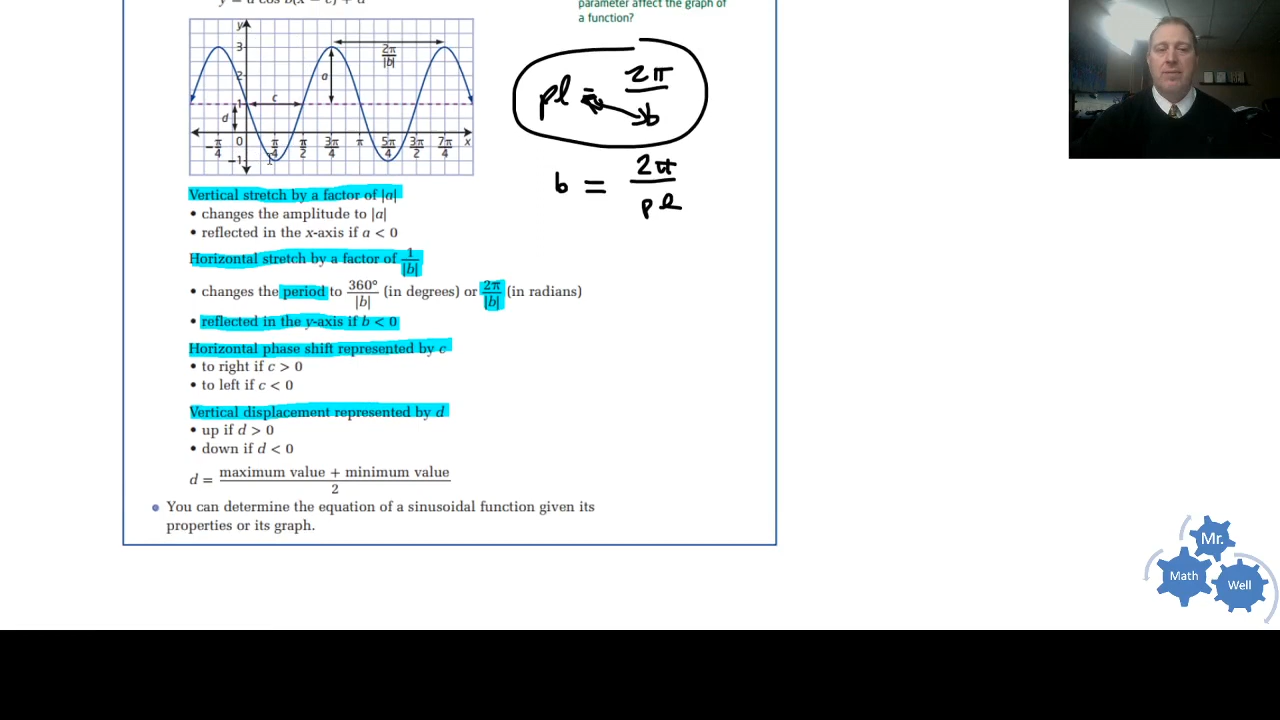 y = a cos b(x − c) + d
parameter affect the graph of
a function?
y
3
2
1
0
−1
2π
|b|
a
c
d
−π/4 π/4 π/2 3π/4 π 5π/4 3π/2 7π/4 x
pl = 2π/b
b = 2π/pl
Vertical stretch by a factor of |a|
• changes the amplitude to |a|
• reflected in the x-axis if a < 0
Horizontal stretch by a factor of 1/|b|
• changes the period to 360°/|b| (in degrees) or 2π/|b| (in radians)
• reflected in the y-axis if b < 0
Horizontal phase shift represented by c
• to right if c > 0
• to left if c < 0
Vertical displacement represented by d
• up if d > 0
• down if d < 0
d = maximum value + minimum value / 2
• You can determine the equation of a sinusoidal function given its
properties or its graph.
Mr.
Math
Well